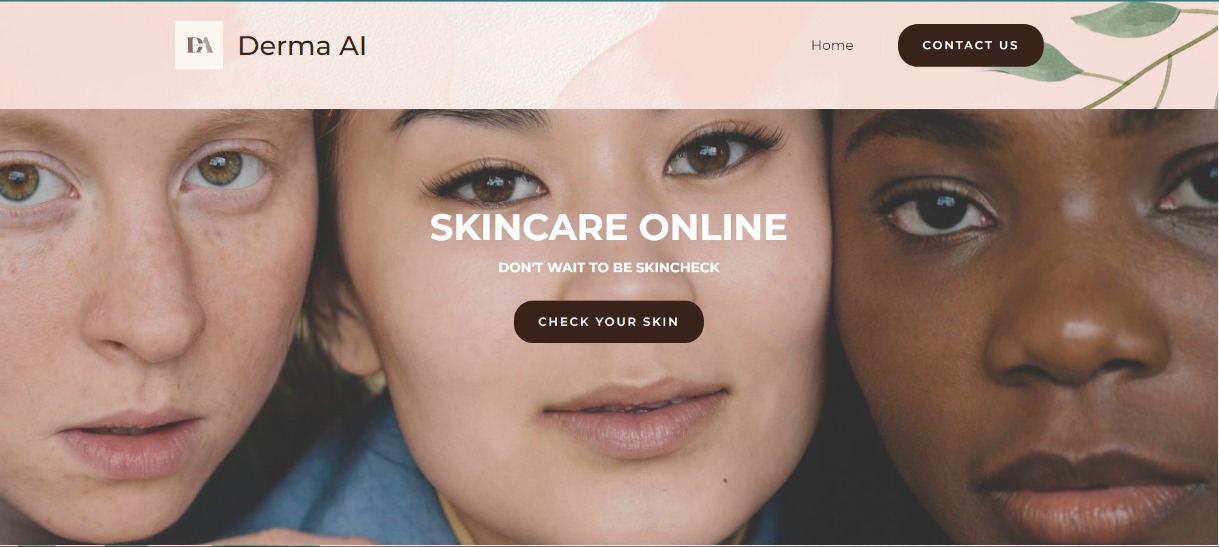 DA
Derma AI
Home
CONTACT US
SKINCARE ONLINE
DON'T WAIT TO BE SKINCHECK
CHECK YOUR SKIN